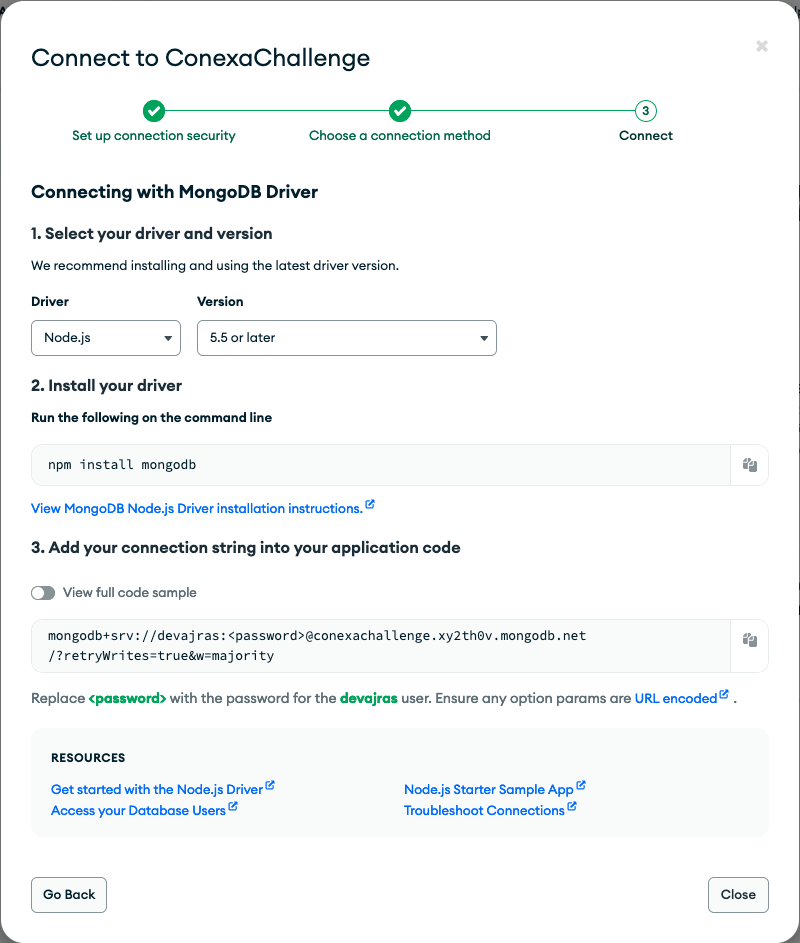 Connect to ConexaChallenge
3
Set up connection security
Choose a connection method
Connect
Connecting with MongoDB Driver
1. Select your driver and version
We recommend installing and using the latest driver version.
Driver
Version
Node.js
5.5 or later
2. Install your driver
Run the following on the command line
npm install mongodb
View MongoDB Node.js Driver installation instructions.
3. Add your connection string into your application code
View full code sample
mongodb+srv://devajras:<password>@conexachallenge.xy2th0v.mongodb.net
/?retryWrites=true&w=majority
Replace <password> with the password for the devajras user. Ensure any option params are URL encoded .
RESOURCES
Get started with the Node.js Driver
Node.js Starter Sample App
Access your Database Users
Troubleshoot Connections
Go Back
Close